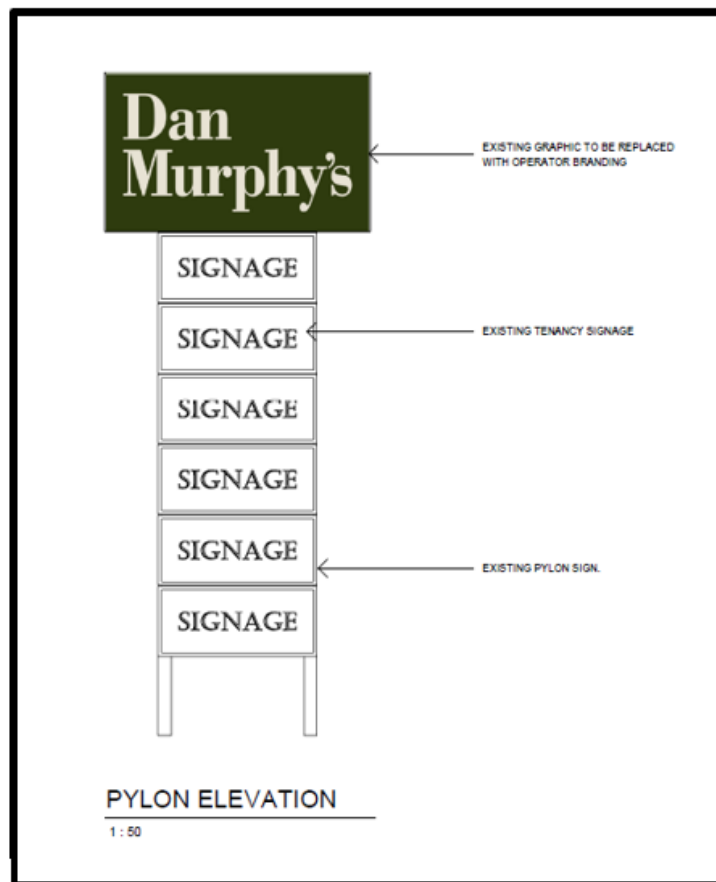 Dan
Murphy's
EXISTING GRAPHIC TO BE REPLACED
WITH OPERATOR BRANDING
SIGNAGE
SIGNAGE
EXISTING TENANCY SIGNAGE
SIGNAGE
SIGNAGE
SIGNAGE
EXISTING PYLON SIGN.
SIGNAGE
PYLON ELEVATION
1 : 50